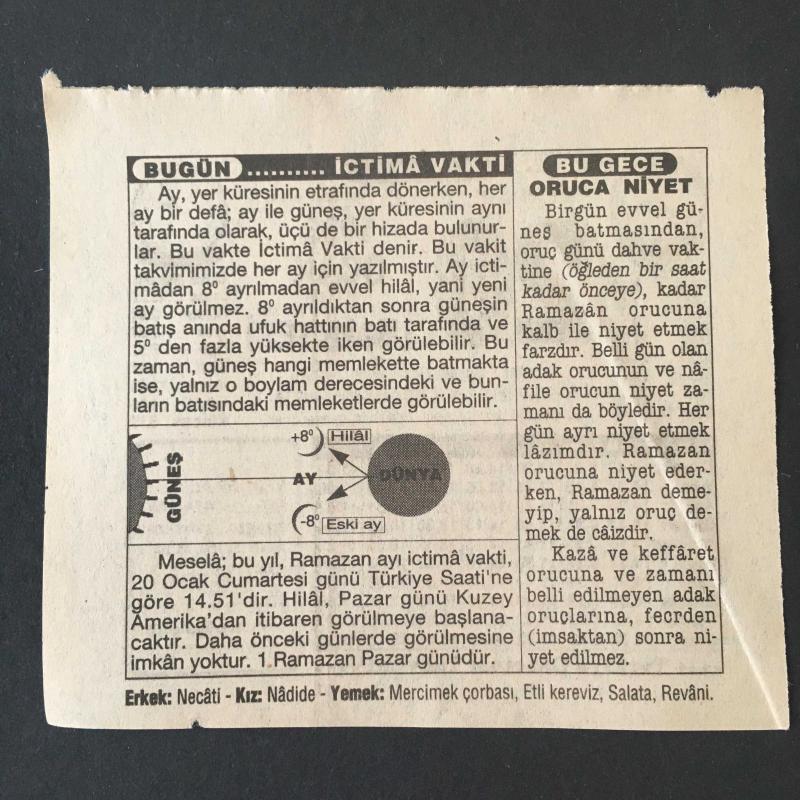 BUGÜN .......... İCTİMÂ VAKTİ
Ay, yer küresinin etrafında dönerken, her
ay bir defâ; ay ile güneş, yer küresinin aynı
tarafında olarak, üçü de bir hizada bulunur-
lar. Bu vakte İctimâ Vakti denir. Bu vakit
takvimimizde her ay için yazılmıştır. Ay icti-
mâdan 8° ayrılmadan evvel hilâl, yani yeni
ay görülmez. 8° ayrıldıktan sonra güneşin
batış anında ufuk hattının batı tarafında ve
5° den fazla yüksekte iken görülebilir. Bu
zaman, güneş hangi memlekette batmakta
ise, yalnız o boylam derecesindeki ve bun-
ların batısındaki memleketlerde görülebilir.
GÜNEŞ
+8° Hilâl
AY
DÜNYA
-8° Eski ay
Meselâ; bu yıl, Ramazan ayı ictimâ vakti,
20 Ocak Cumartesi günü Türkiye Saati'ne
göre 14.51'dir. Hilâl, Pazar günü Kuzey
Amerika'dan itibaren görülmeye başlana-
caktır. Daha önceki günlerde görülmesine
imkân yoktur. 1 Ramazan Pazar günüdür.
BU GECE
ORUCA NİYET
Birgün evvel gü-
neş batmasından,
oruç günü dahve vak-
tine (öğleden bir saat
kadar önceye), kadar
Ramazân orucuna
kalb ile niyet etmek
farzdır. Belli gün olan
adak orucunun ve nâ-
file orucun niyet za-
manı da böyledir. Her
gün ayrı niyet etmek
lâzımdır. Ramazan
orucuna niyet eder-
ken, Ramazan deme-
yip, yalnız oruç de-
mek de câizdir.
Kazâ ve keffâret
orucuna ve zamanı
belli edilmeyen adak
oruçlarına, fecrden
(imsaktan) sonra ni-
yet edilmez.
Erkek: Necâti - Kız: Nâdide - Yemek: Mercimek çorbası, Etli kereviz, Salata, Revâni.